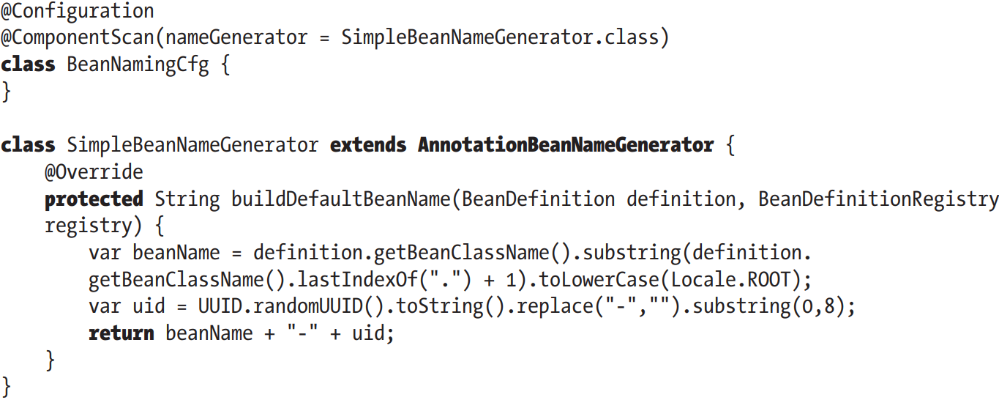 @Configuration
@ComponentScan(nameGenerator = SimpleBeanNameGenerator.class)
class BeanNamingCfg {
}
class SimpleBeanNameGenerator extends AnnotationBeanNameGenerator {
@Override
protected String buildDefaultBeanName(BeanDefinition definition, BeanDefinitionRegistry
registry) {
var beanName = definition.getBeanClassName().substring(definition.
getBeanClassName().lastIndexOf(".") + 1).toLowerCase(Locale.ROOT);
var uid = UUID.randomUUID().toString().replace("-","").substring(0,8);
return beanName + "-" + uid;
}
}